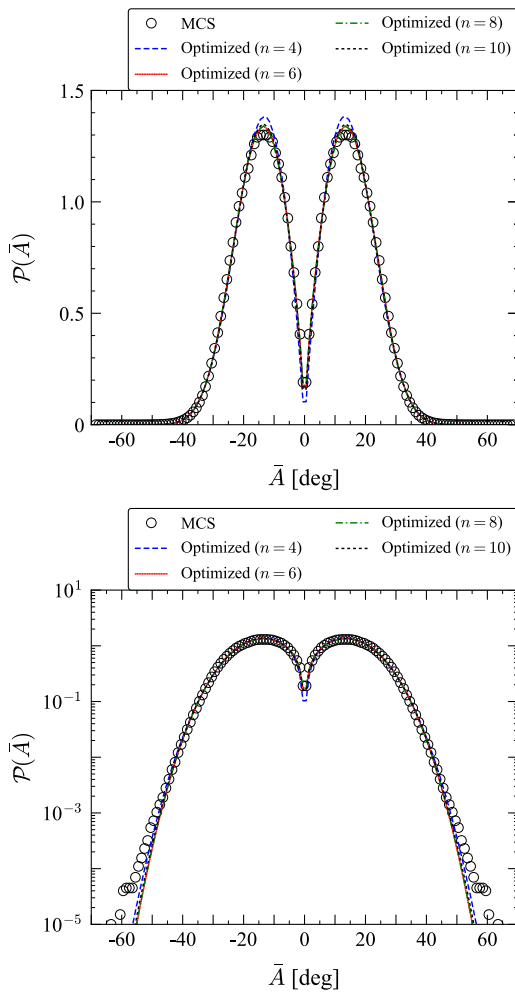 MCS
Optimized (n = 4)
Optimized (n = 6)
Optimized (n = 8)
Optimized (n = 10)
1.5
1.0
0.5
0
𝒫(Ā)
-60 -40 -20 0 20 40 60
Ā [deg]
MCS
Optimized (n = 4)
Optimized (n = 6)
Optimized (n = 8)
Optimized (n = 10)
10¹
10⁻¹
10⁻³
10⁻⁵
𝒫(Ā)
-60 -40 -20 0 20 40 60
Ā [deg]